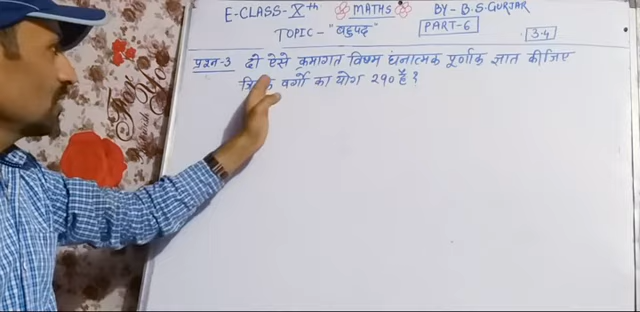 E-CLASS-Xth MATHS BY- B.S.GURJAR
TOPIC- "बहुपद" PART-6 3.4
प्रश्न-3 दो ऐसे क्रमागत विषम धनात्मक पूर्णांक ज्ञात कीजिए
वर्गों का योग 290 है ?